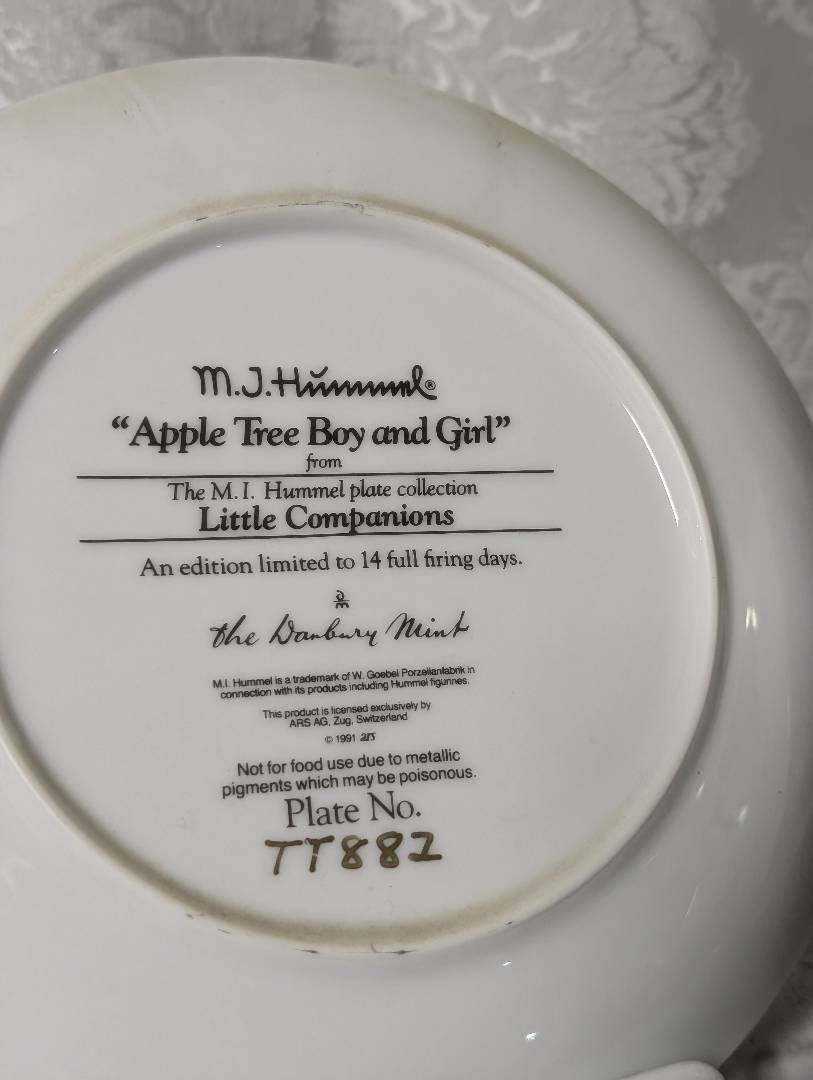 M.J.Hummel®
“Apple Tree Boy and Girl”
from
The M.I. Hummel plate collection
Little Companions
An edition limited to 14 full firing days.
the Danbury Mint
M.I. Hummel is a trademark of W. Goebel Porzellanfabrik in
connection with its products including Hummel figurines.
This product is licensed exclusively by
ARS AG, Zug, Switzerland
© 1991 ars
Not for food use due to metallic
pigments which may be poisonous.
Plate No.
TT882